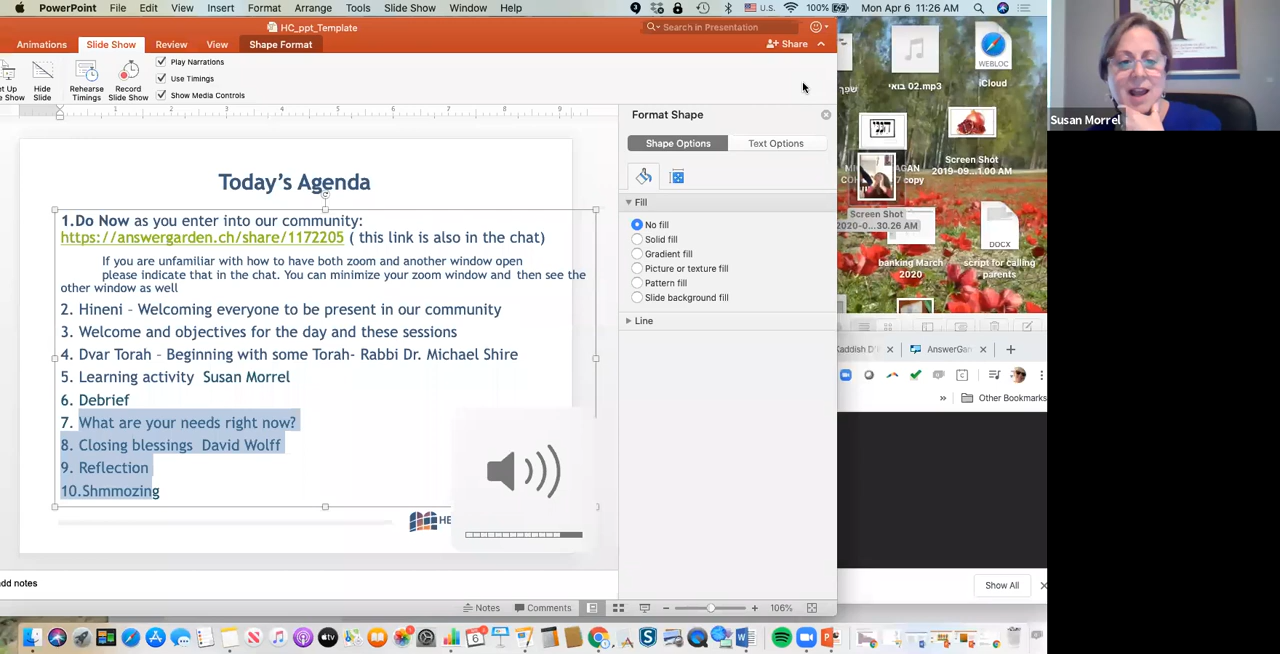 PowerPoint File Edit View Insert Format Arrange Tools Slide Show Window Help
U.S. 100% Mon Apr 6 11:26 AM
HC_ppt_Template
Search in Presentation
Animations Slide Show Review View Shape Format
Share
Hide Slide
Rehearse Timings
Record Slide Show
Play Narrations
Use Timings
Show Media Controls
Today's Agenda
1.Do Now as you enter into our community:
https://answergarden.ch/share/1172205 ( this link is also in the chat)
If you are unfamiliar with how to have both zoom and another window open
please indicate that in the chat. You can minimize your zoom window and then see the
other window as well
2. Hineni - Welcoming everyone to be present in our community
3. Welcome and objectives for the day and these sessions
4. Dvar Torah - Beginning with some Torah- Rabbi Dr. Michael Shire
5. Learning activity Susan Morrel
6. Debrief
7. What are your needs right now?
8. Closing blessings David Wolff
9. Reflection
10.Shmmozing
HE
Format Shape
Shape Options Text Options
Fill
No fill
Solid fill
Gradient fill
Picture or texture fill
Pattern fill
Slide background fill
Line
Notes Comments 106%
בואי 02.mp3
WEBLOC
iCloud
Screen Shot
2019-09...1.00 AM
copy
Screen Shot
2020-0...30.26 AM
banking March
2020
DOCX
script for calling
parents
AnswerGar
Other Bookmarks
Show All
Susan Morrel